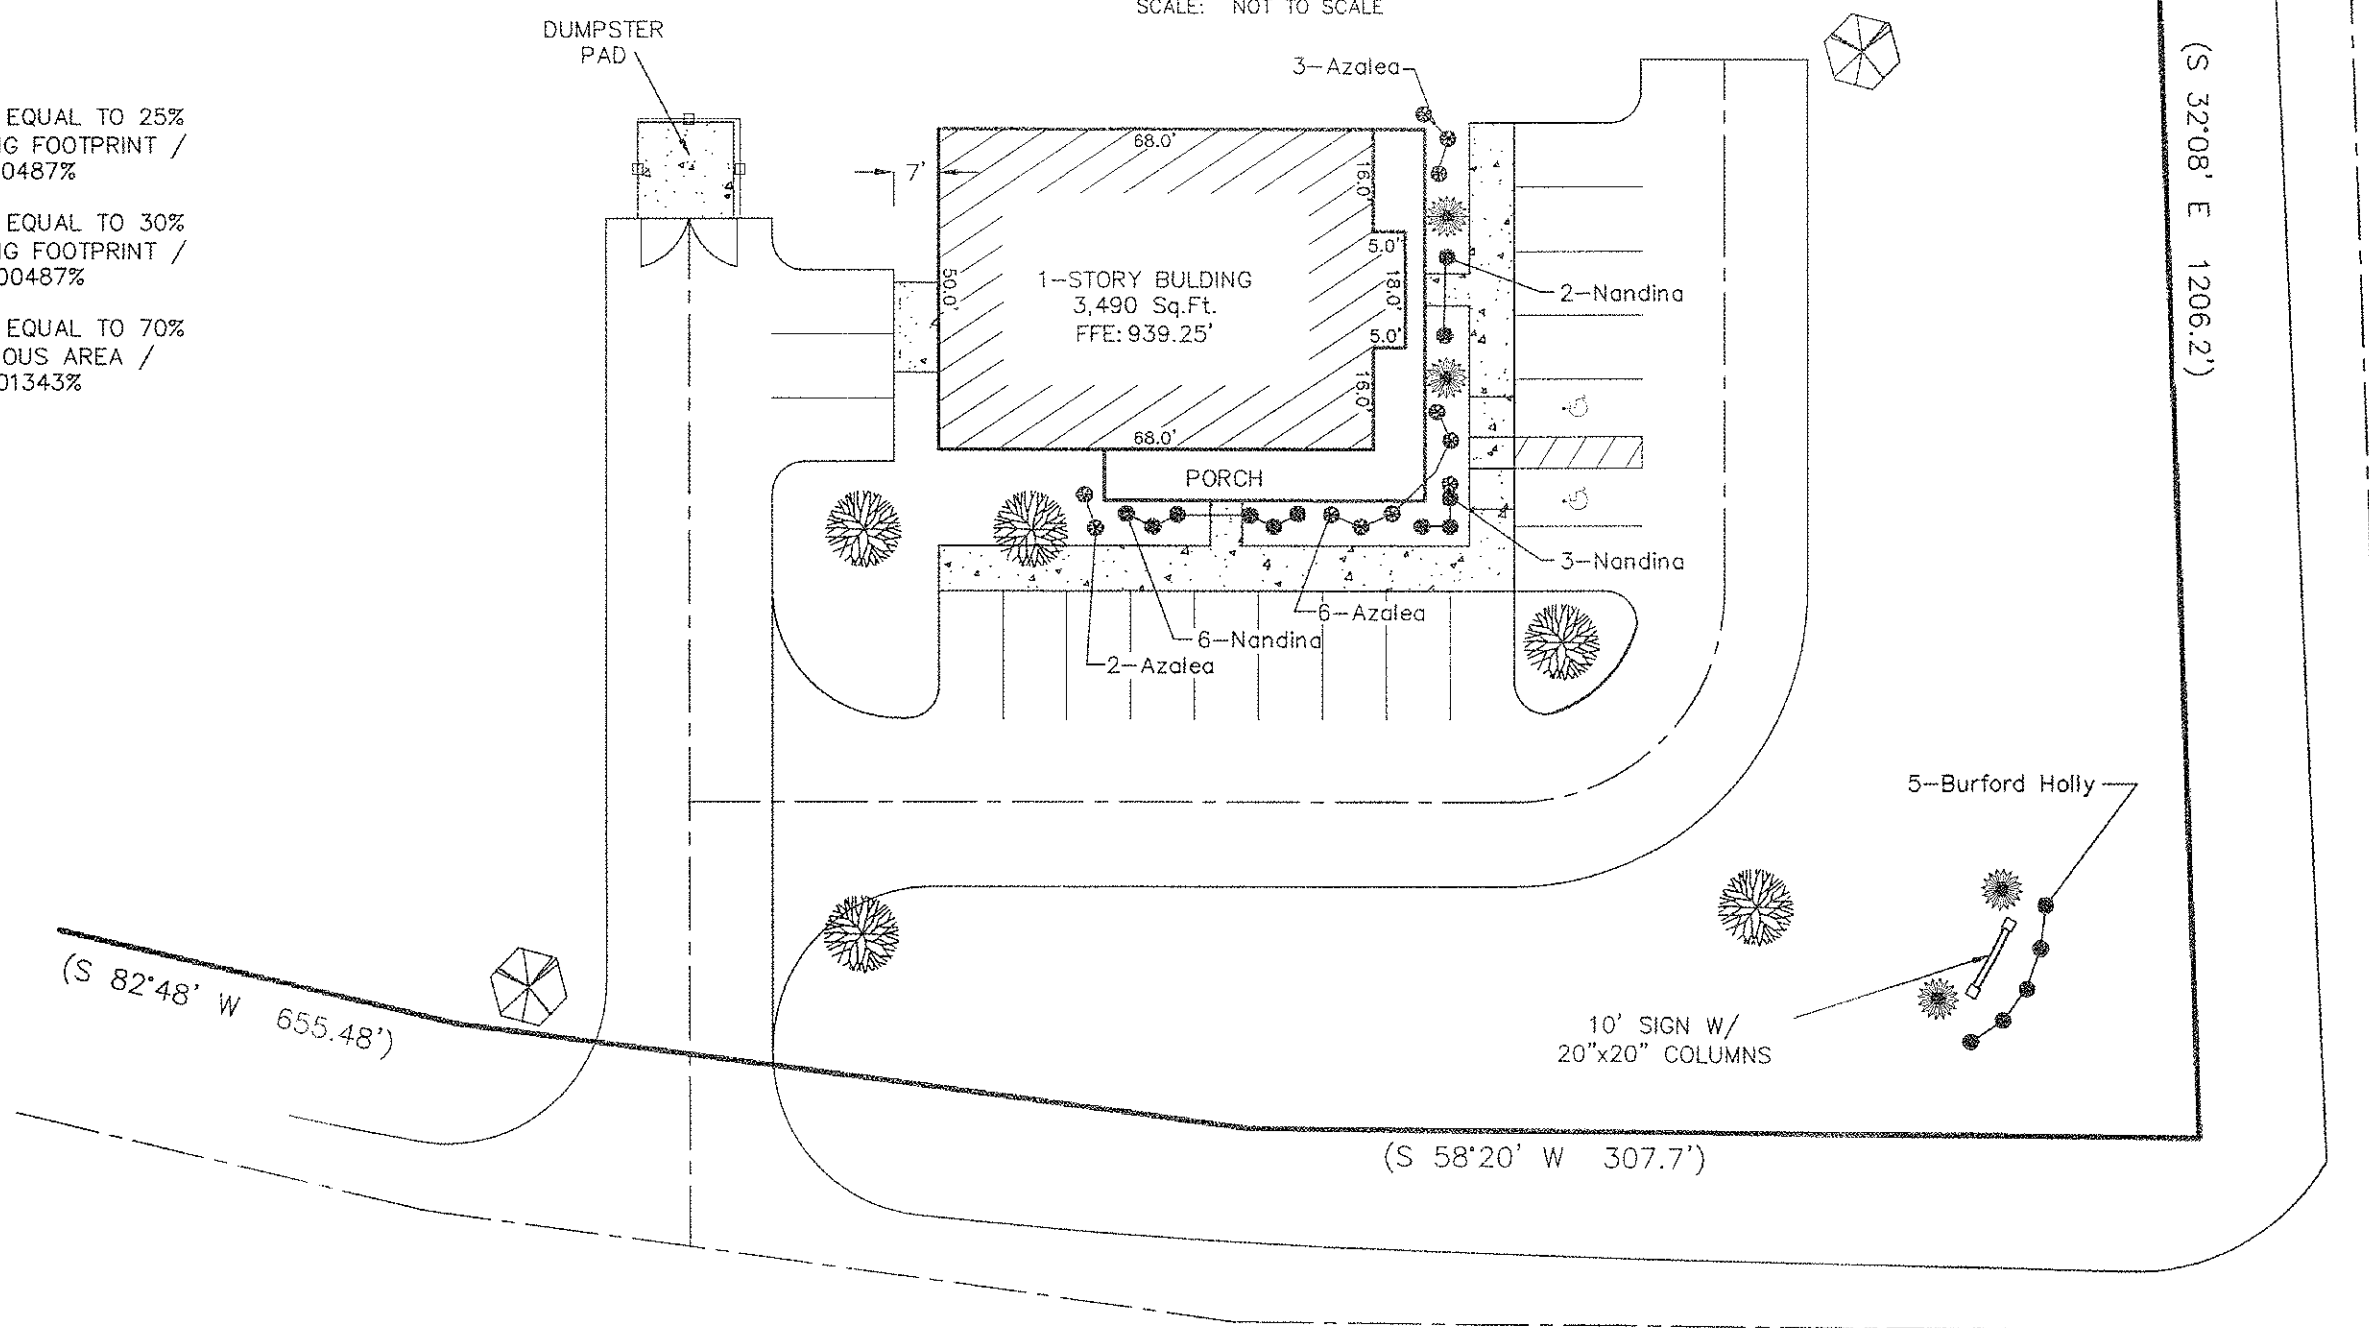 SCALE: NOT TO SCALE
DUMPSTER
PAD
3-Azalea
EQUAL TO 25%
NG FOOTPRINT /
00487%
EQUAL TO 30%
NG FOOTPRINT /
00487%
EQUAL TO 70%
IOUS AREA /
01343%
7'
68.0'
16.0'
5.0'
18.0'
5.0'
16.0'
50.0'
1-STORY BULDING
3,490 Sq.Ft.
FFE: 939.25'
68.0'
PORCH
2-Nandina
3-Nandina
6-Azalea
6-Nandina
2-Azalea
(S 32°08' E 1206.2')
5-Burford Holly
10' SIGN W/
20"x20" COLUMNS
(S 82°48' W 655.48')
(S 58°20' W 307.7')